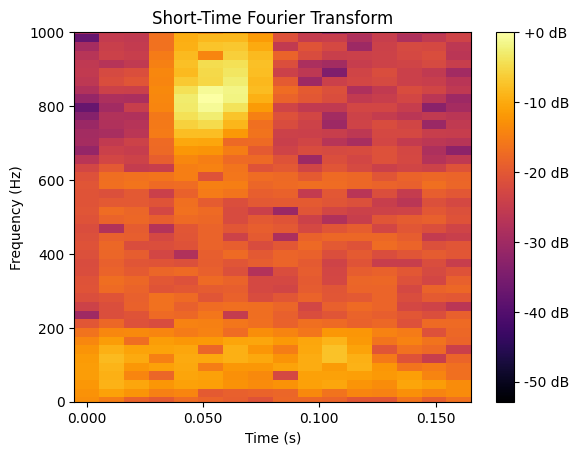 Short-Time Fourier Transform
1000
800
600
400
200
0
Frequency (Hz)
0.000
0.050
0.100
0.150
Time (s)
+0 dB
-10 dB
-20 dB
-30 dB
-40 dB
-50 dB